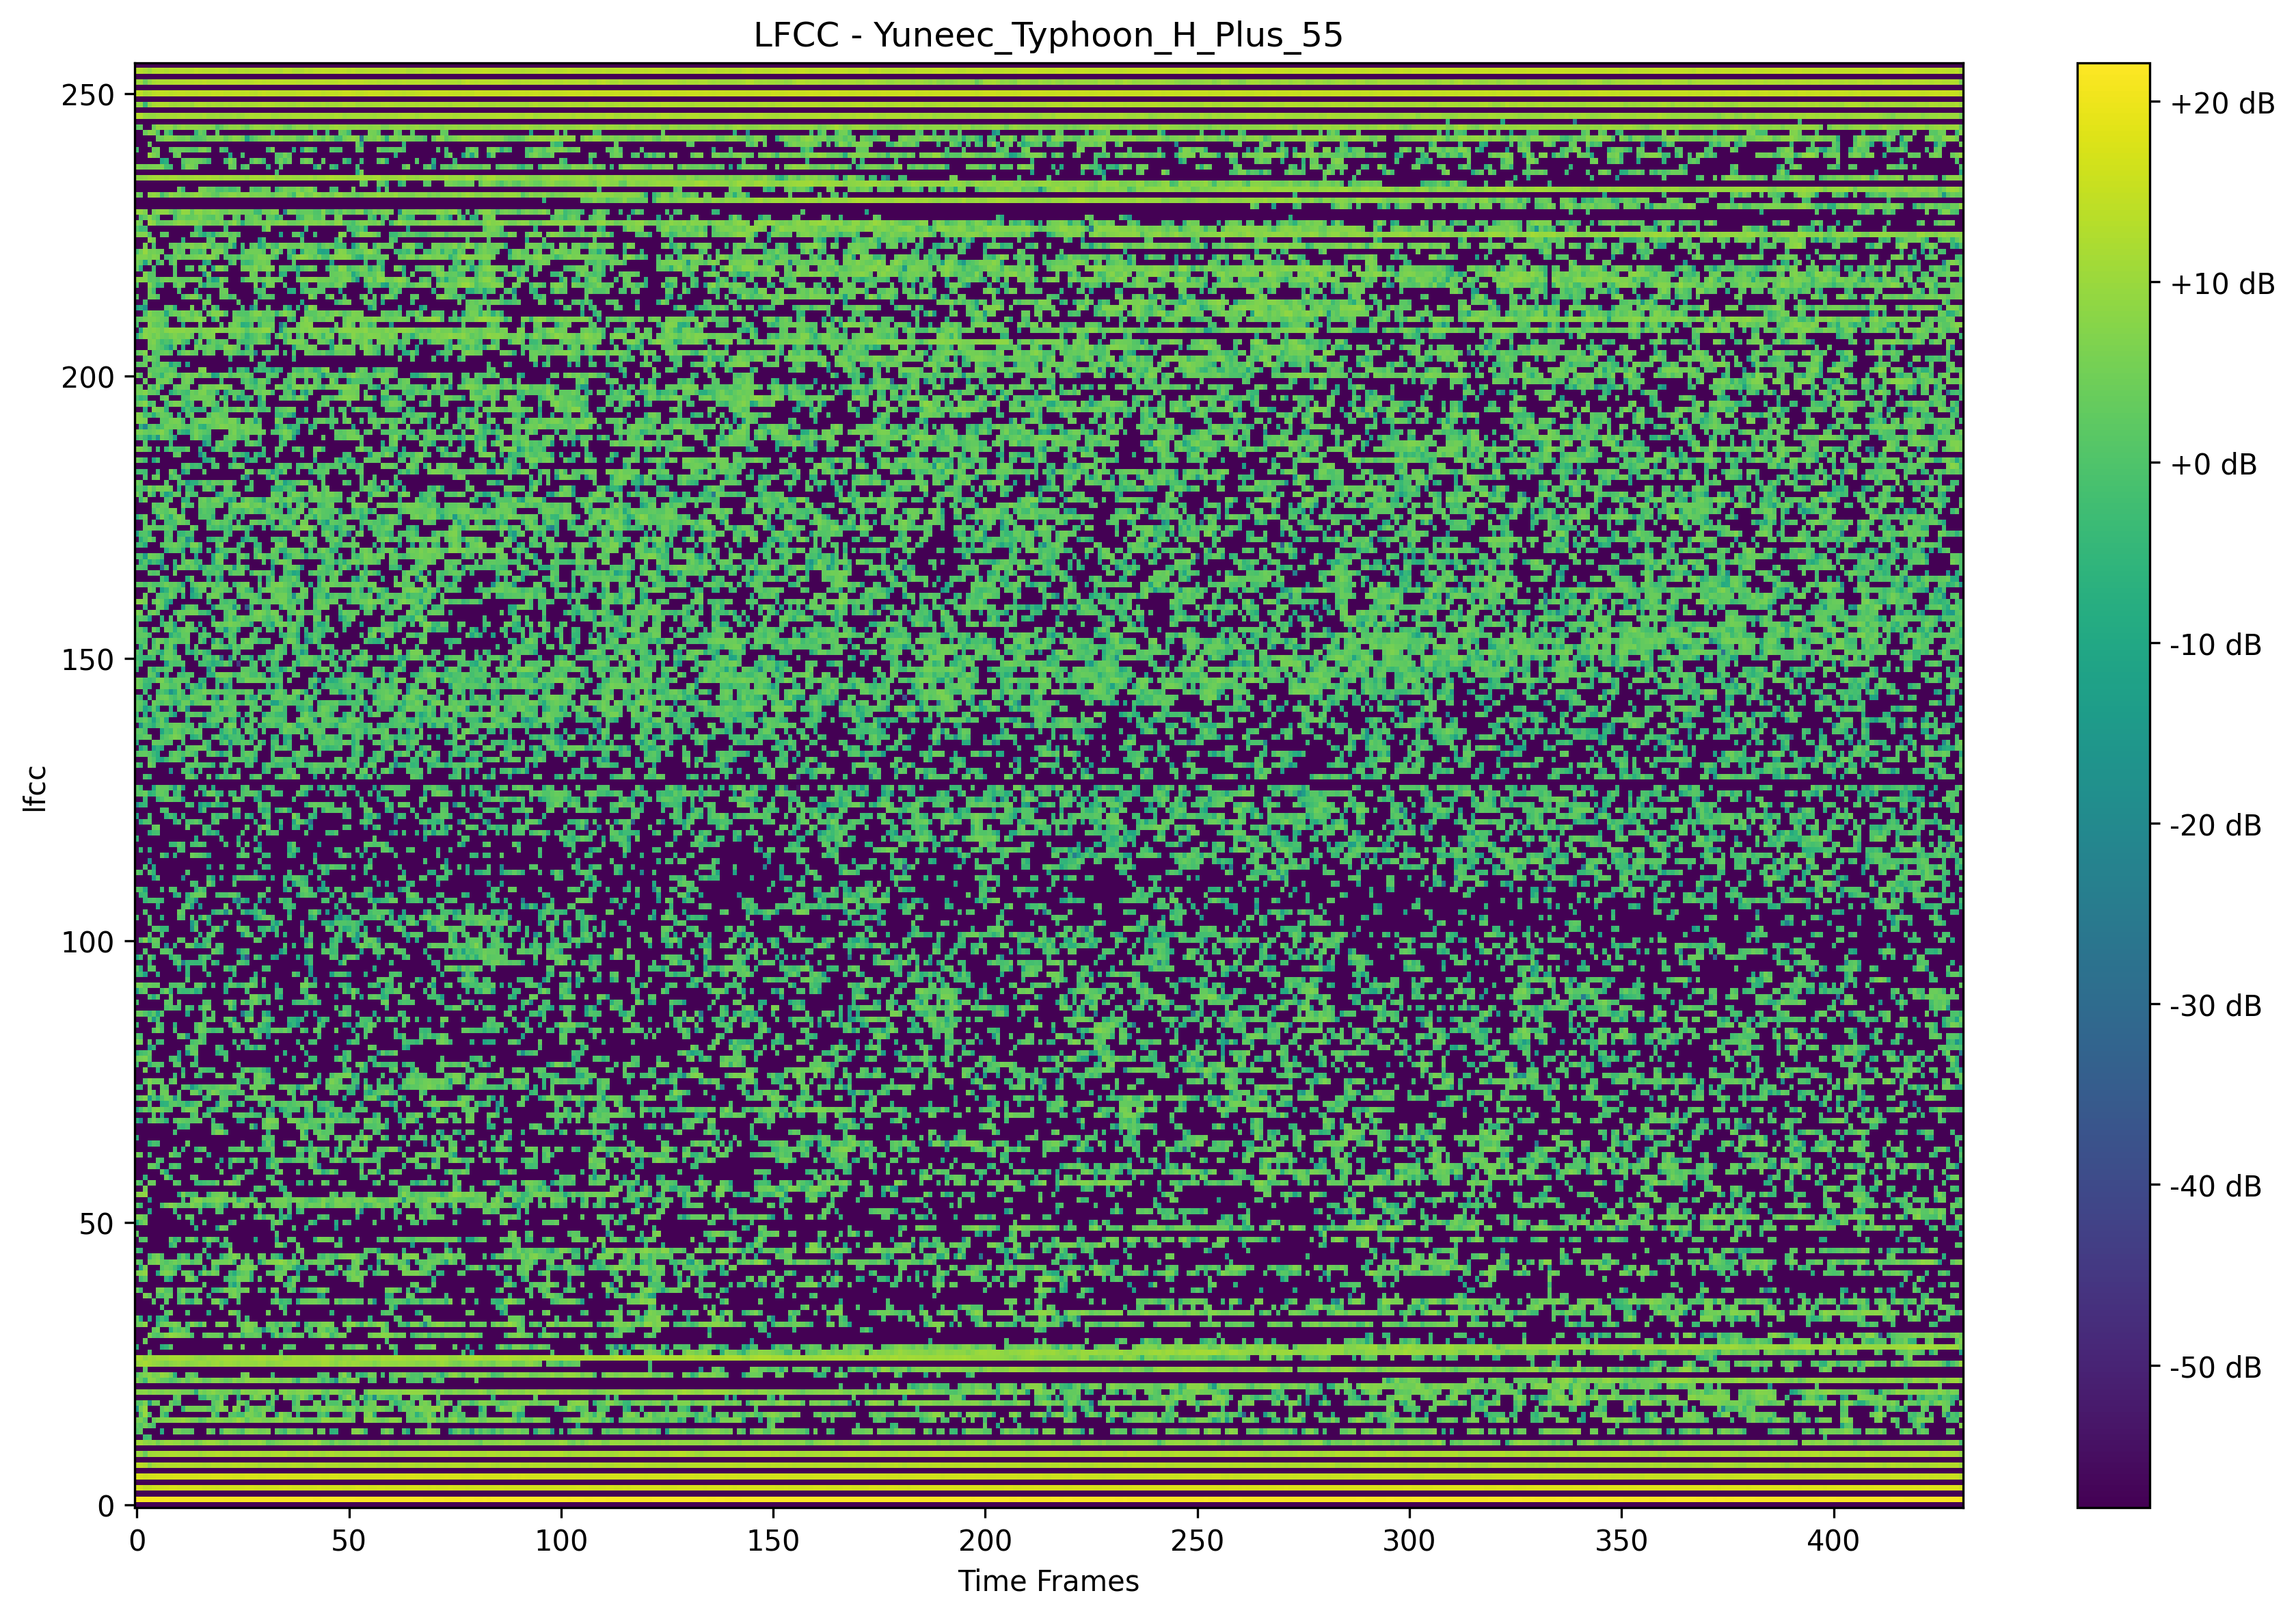 LFCC - Yuneec_Typhoon_H_Plus_55
250
200
150
100
50
0
lfcc
0 50 100 150 200 250 300 350 400
Time Frames
+20 dB
+10 dB
+0 dB
-10 dB
-20 dB
-30 dB
-40 dB
-50 dB